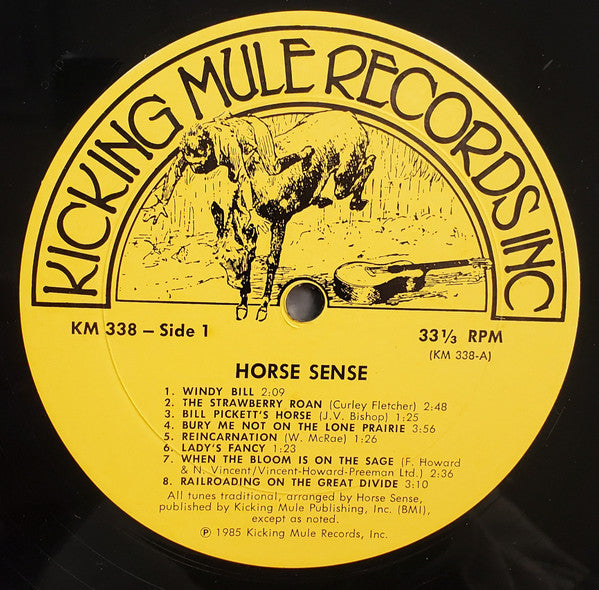 KICKING MULE RECORDS INC
KM 338 – Side 1
33 1/3 RPM
(KM 338-A)
HORSE SENSE
1. WINDY BILL 2:09
2. THE STRAWBERRY ROAN (Curley Fletcher) 2:48
3. BILL PICKETT'S HORSE (J.V. Bishop) 1:25
4. BURY ME NOT ON THE LONE PRAIRIE 3:56
5. REINCARNATION (W. McRae) 1:26
6. LADY'S FANCY 1:23
7. WHEN THE BLOOM IS ON THE SAGE (F. Howard
& N. Vincent/Vincent-Howard-Preeman Ltd.) 2:36
8. RAILROADING ON THE GREAT DIVIDE 3:10
All tunes traditional, arranged by Horse Sense,
published by Kicking Mule Publishing, Inc. (BMI),
except as noted.
℗ 1985 Kicking Mule Records, Inc.